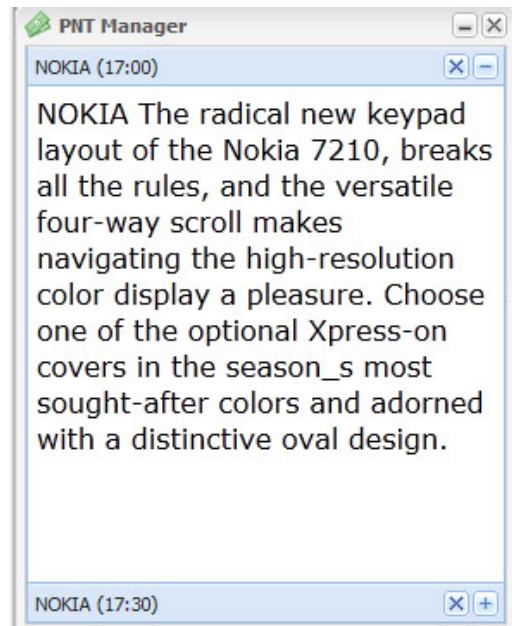 PNT Manager
NOKIA (17:00)
NOKIA The radical new keypad
layout of the Nokia 7210, breaks
all the rules, and the versatile
four-way scroll makes
navigating the high-resolution
color display a pleasure. Choose
one of the optional Xpress-on
covers in the season_s most
sought-after colors and adorned
with a distinctive oval design.
NOKIA (17:30)